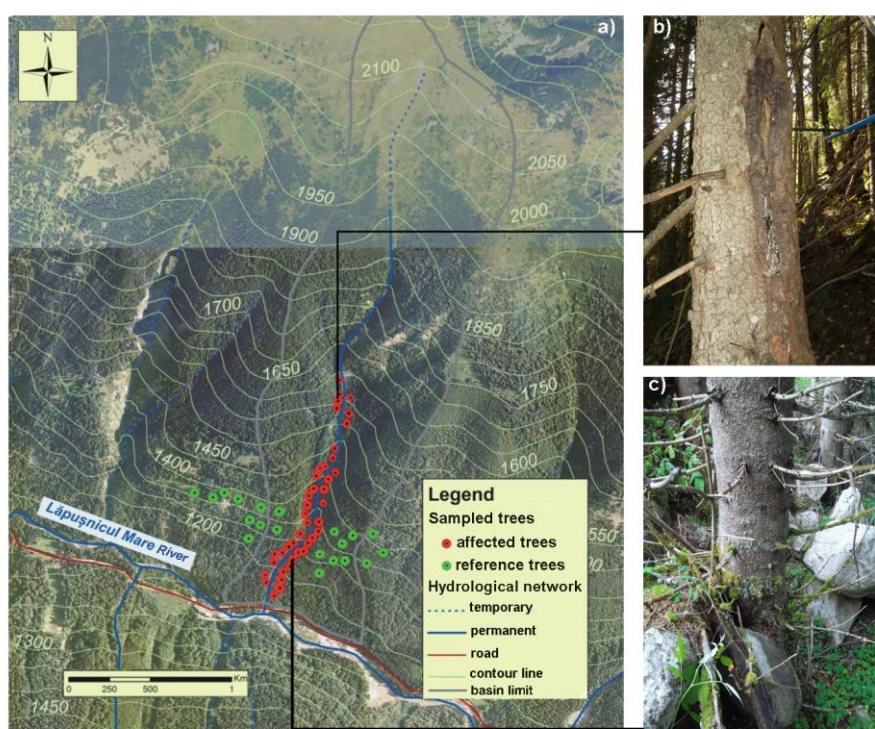 a)
N
2100
2050
1950
2000
1900
1700
1850
1650
1750
1450
1400
1600
1200
550
Lăpușnicul Mare River
1300
1450
Km
0 250 500 1
Legend
Sampled trees
affected trees
reference trees
Hydrological network
temporary
permanent
road
contour line
basin limit
b)
c)